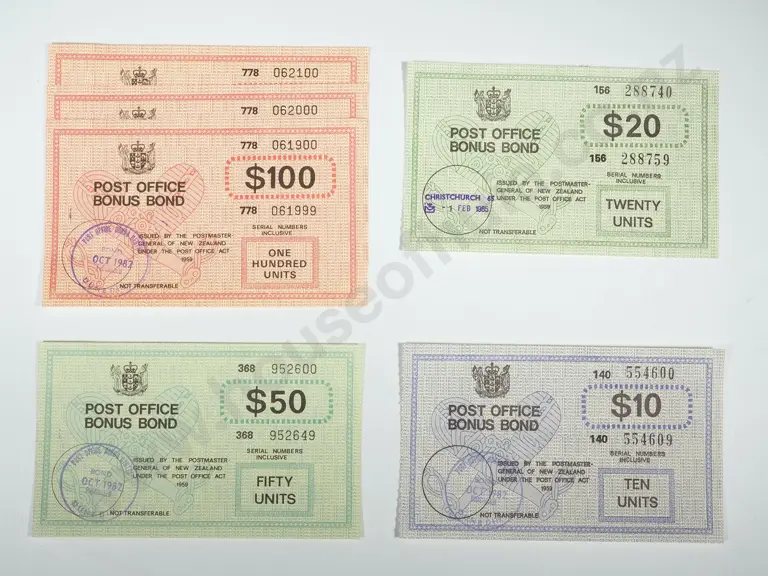 778 062100
778 062000
778 061900
POST OFFICE
BONUS BOND
$100
778 061999
SERIAL NUMBERS
INCLUSIVE
ISSUED BY THE POSTMASTER-
GENERAL OF NEW ZEALAND
UNDER THE POST OFFICE ACT
1959
ONE
HUNDRED
UNITS
OCT 1987
NOT TRANSFERABLE
156 288740
POST OFFICE
BONUS BOND
$20
156 288759
SERIAL NUMBERS
INCLUSIVE
ISSUED BY THE POSTMASTER-
GENERAL OF NEW ZEALAND
UNDER THE POST OFFICE ACT
1959
CHRISTCHURCH
-1 FEB 1985
TWENTY
UNITS
NOT TRANSFERABLE
368 952600
POST OFFICE
BONUS BOND
$50
368 952649
SERIAL NUMBERS
INCLUSIVE
ISSUED BY THE POSTMASTER-
GENERAL OF NEW ZEALAND
UNDER THE POST OFFICE ACT
1959
OCT 1987
FIFTY
UNITS
NOT TRANSFERABLE
140 554600
POST OFFICE
BONUS BOND
$10
140 554609
SERIAL NUMBERS
INCLUSIVE
ISSUED BY THE POSTMASTER-
GENERAL OF NEW ZEALAND
UNDER THE POST OFFICE ACT
1959
OCT 1987
TEN
UNITS
NOT TRANSFERABLE